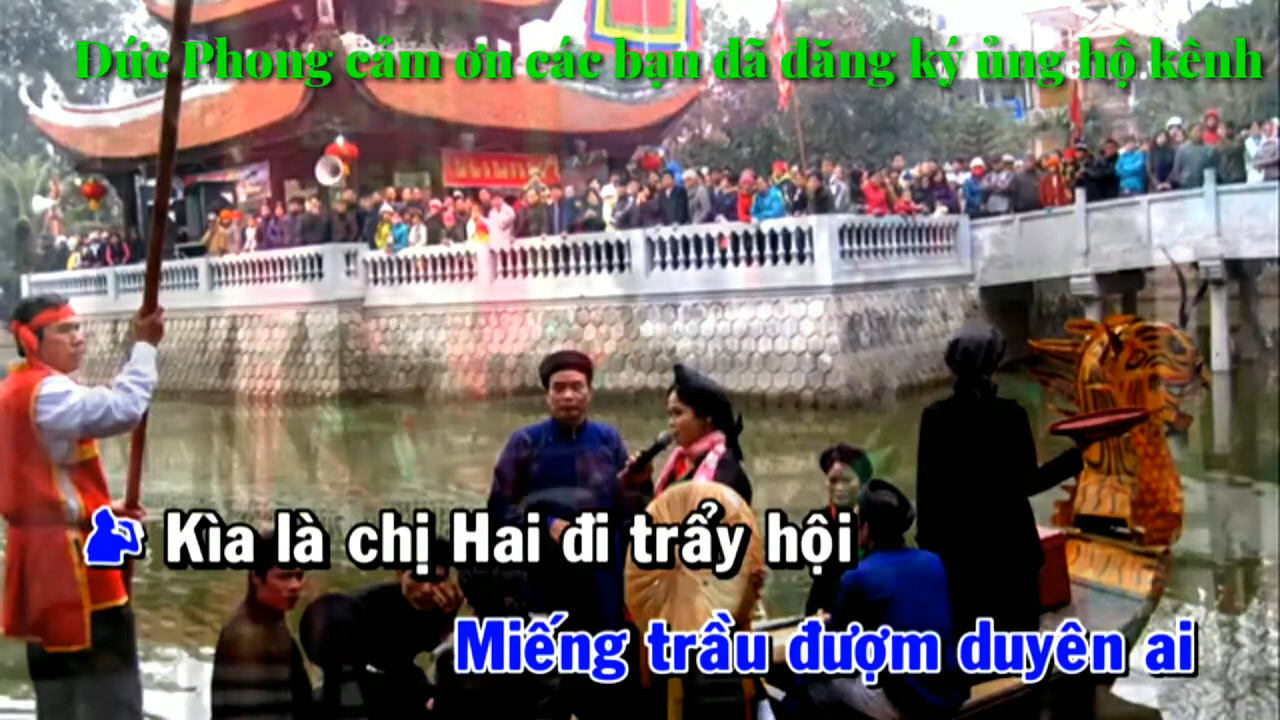 Đức Phong cảm ơn các bạn đã đăng ký ủng hộ kênh
Kìa là chị Hai đi trẩy hội
Miếng trầu đượm duyên ai